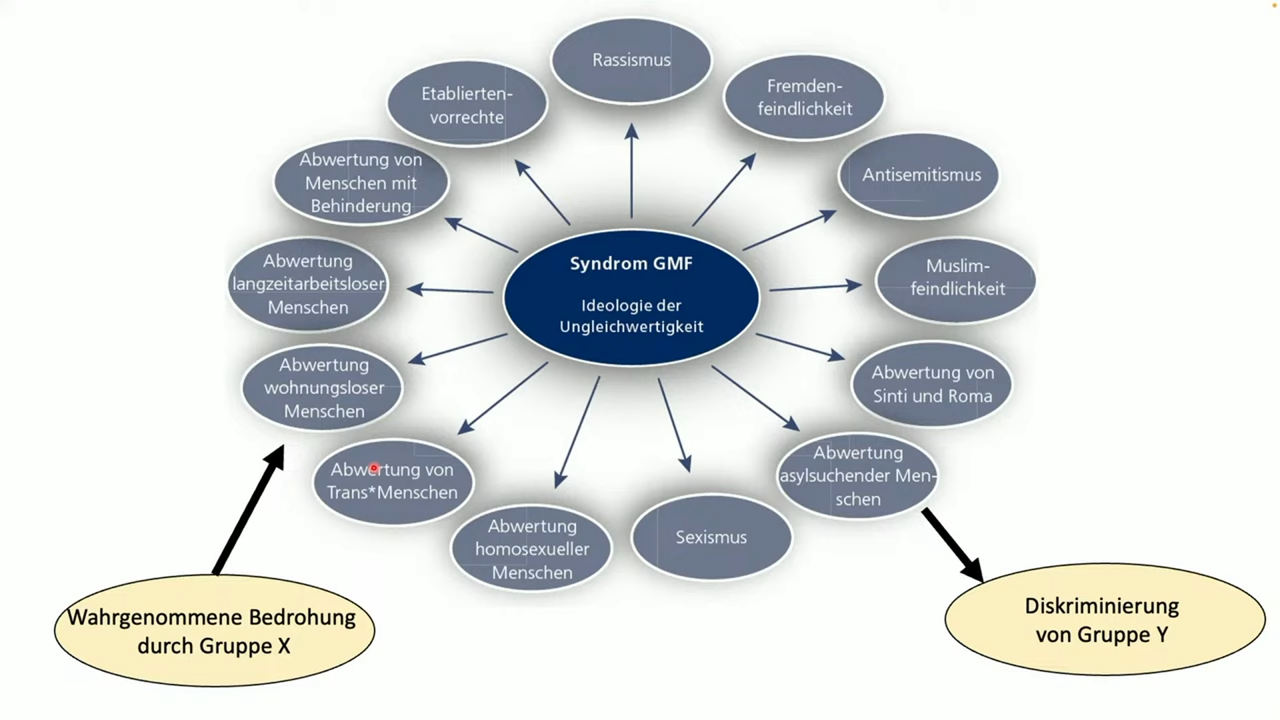 Rassismus
Fremden-
feindlichkeit
Antisemitismus
Muslim-
feindlichkeit
Abwertung von
Sinti und Roma
Abwertung
asylsuchender Men-
schen
Sexismus
Abwertung
homosexueller
Menschen
Abwertung von
Trans*Menschen
Abwertung
wohnungsloser
Menschen
Abwertung
langzeitarbeitsloser
Menschen
Abwertung von
Menschen mit
Behinderung
Etablierten-
vorrechte
Syndrom GMF
Ideologie der
Ungleichwertigkeit
Wahrgenommene Bedrohung
durch Gruppe X
Diskriminierung
von Gruppe Y